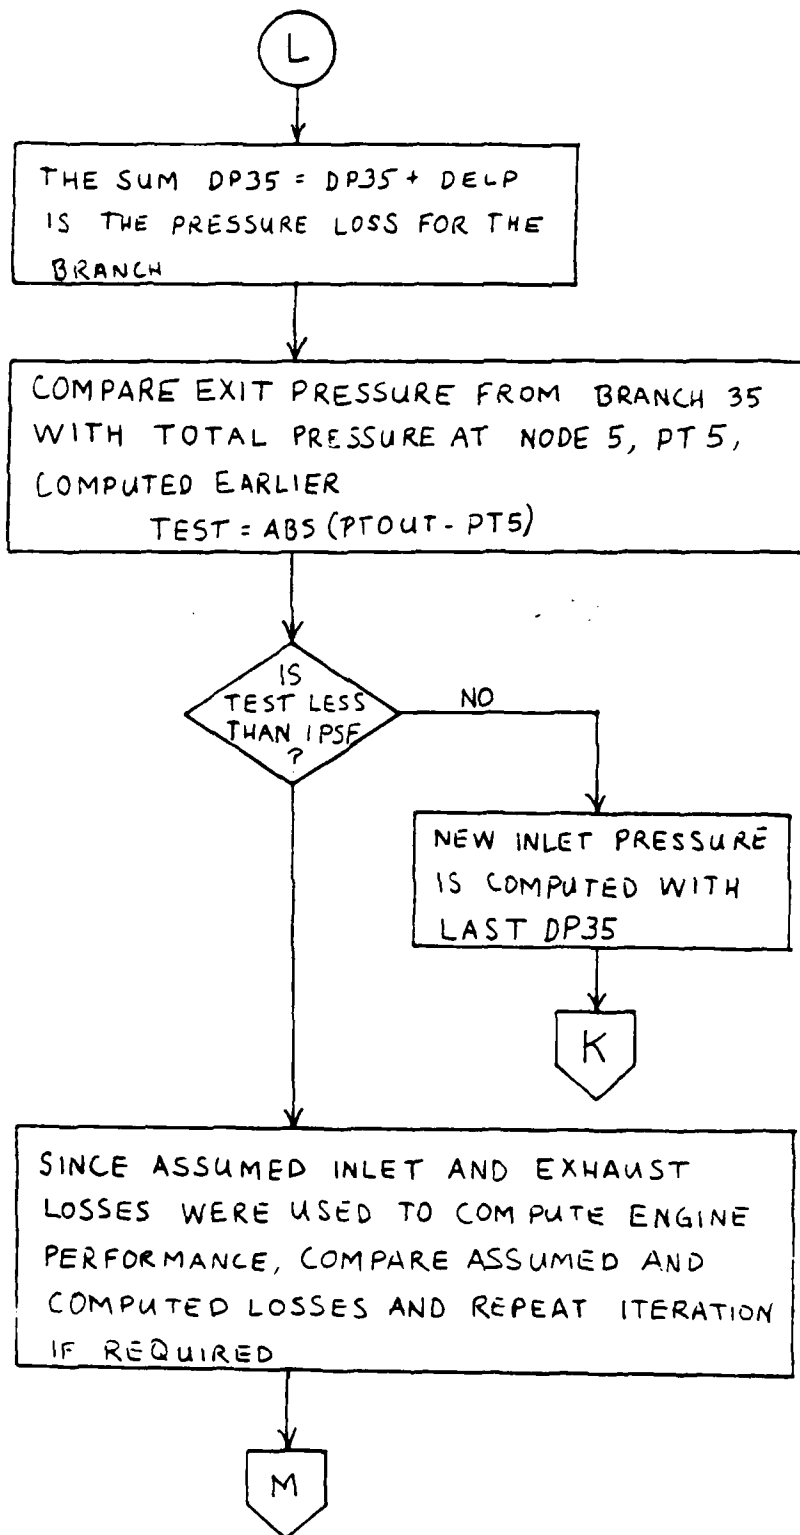 L
THE SUM DP35 = DP35 + DELP
IS THE PRESSURE LOSS FOR THE
BRANCH
COMPARE EXIT PRESSURE FROM BRANCH 35
WITH TOTAL PRESSURE AT NODE 5, PT5,
COMPUTED EARLIER
TEST = ABS (PTOUT - PT5)
IS
TEST LESS
THAN 1 PSF
?
NO
NEW INLET PRESSURE
IS COMPUTED WITH
LAST DP35
K
SINCE ASSUMED INLET AND EXHAUST
LOSSES WERE USED TO COMPUTE ENGINE
PERFORMANCE, COMPARE ASSUMED AND
COMPUTED LOSSES AND REPEAT ITERATION
IF REQUIRED
M